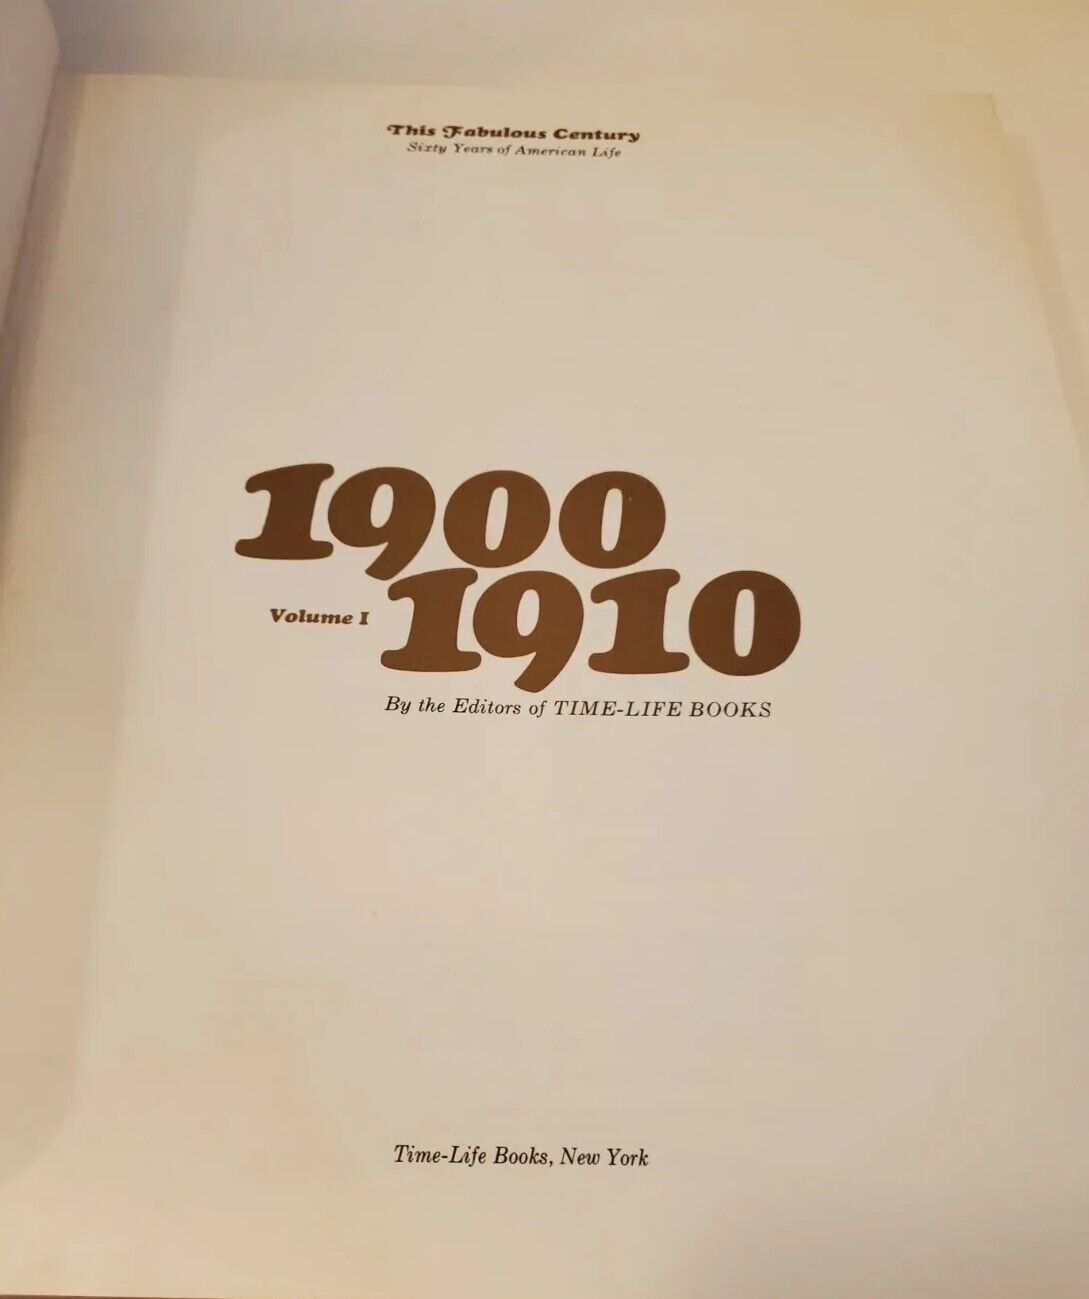 This Fabulous Century
Sixty Years of American Life
1900
Volume I 1910
By the Editors of TIME-LIFE BOOKS
Time-Life Books, New York